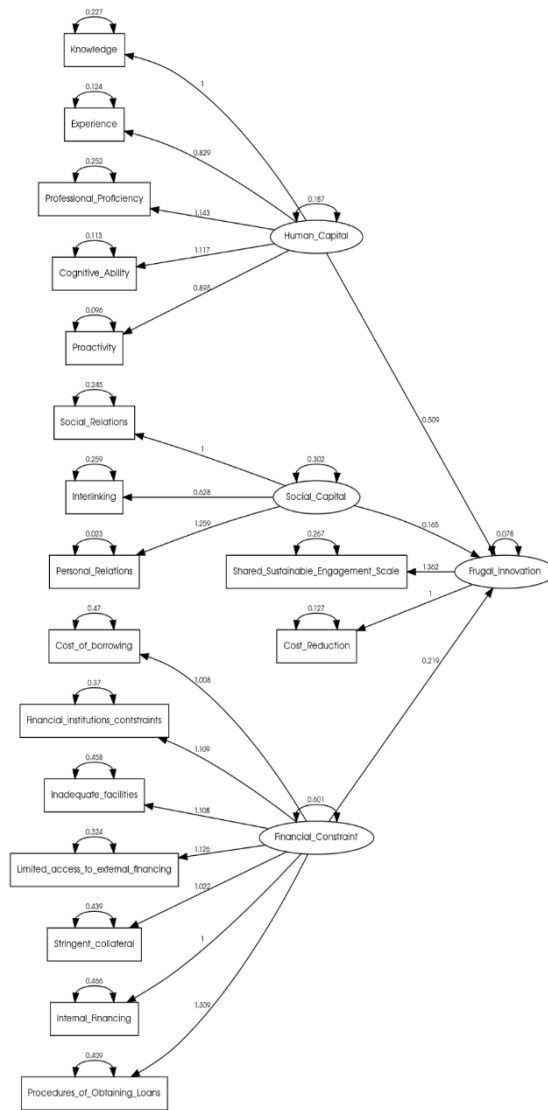 0.227
Knowledge
1
0.124
Experience
0.829
0.252
Professional_Proficiency
1.143
0.187
Human_Capital
0.113
Cognitive_Ability
1.117
0.096
Proactivity
0.895
0.245
Social_Relations
1
0.509
0.259
Interlinking
0.628
0.302
Social_Capital
0.165
0.023
Personal_Relations
1.259
0.267
Shared_Sustainable_Engagement_Scale
1.362
0.078
Frugal_Innovation
0.127
Cost_Reduction
1
0.47
Cost_of_borrowing
1.008
0.219
0.37
Financial_institutions_contstraints
1.109
0.458
Inadequate_facilities
1.108
0.601
Financial_Constraint
0.324
Limited_access_to_external_financing
1.126
0.439
Stringent_collateral
1.022
0.456
Internal_Financing
1
0.409
Procedures_of_Obtaining_Loans
1.309